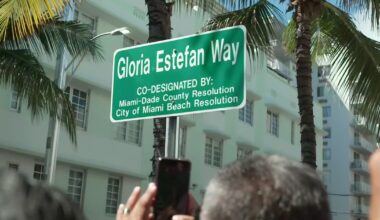 Gloria Estefan Way
CO-DESIGNATED BY:
Miami-Dade County Resolution
City of Miami Beach Resolution